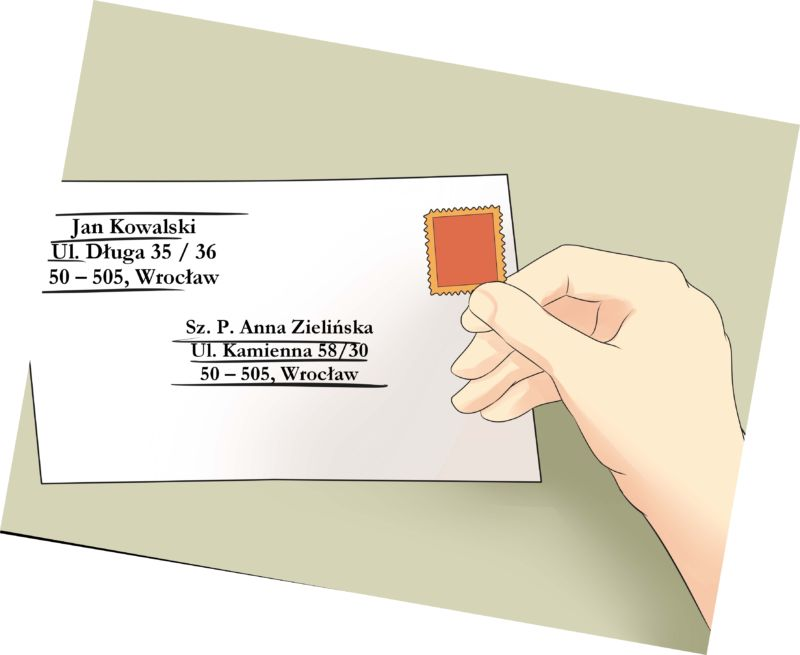 Jan Kowalski
Ul. Długa 35 / 36
50 – 505, Wrocław
Sz. P. Anna Zielińska
Ul. Kamienna 58/30
50 – 505, Wrocław